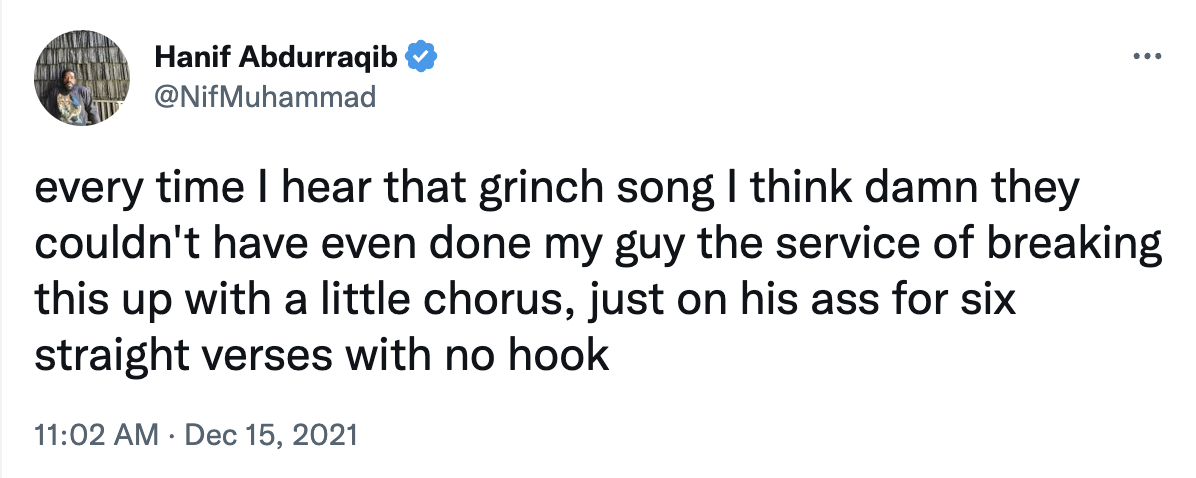 Hanif Abdurraqib
@NifMuhammad
every time I hear that grinch song I think damn they
couldn't have even done my guy the service of breaking
this up with a little chorus, just on his ass for six
straight verses with no hook
11:02 AM · Dec 15, 2021